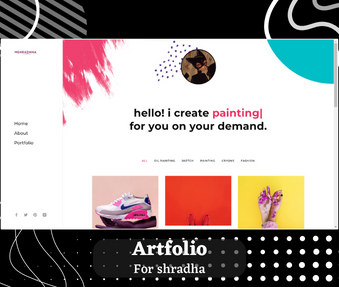 hello! i create painting|
for you on your demand.
Home
About
Portfolio
ALL OIL PAINTING SKETCH PAINTING CRYONS FASHION
Artfolio
For shradha